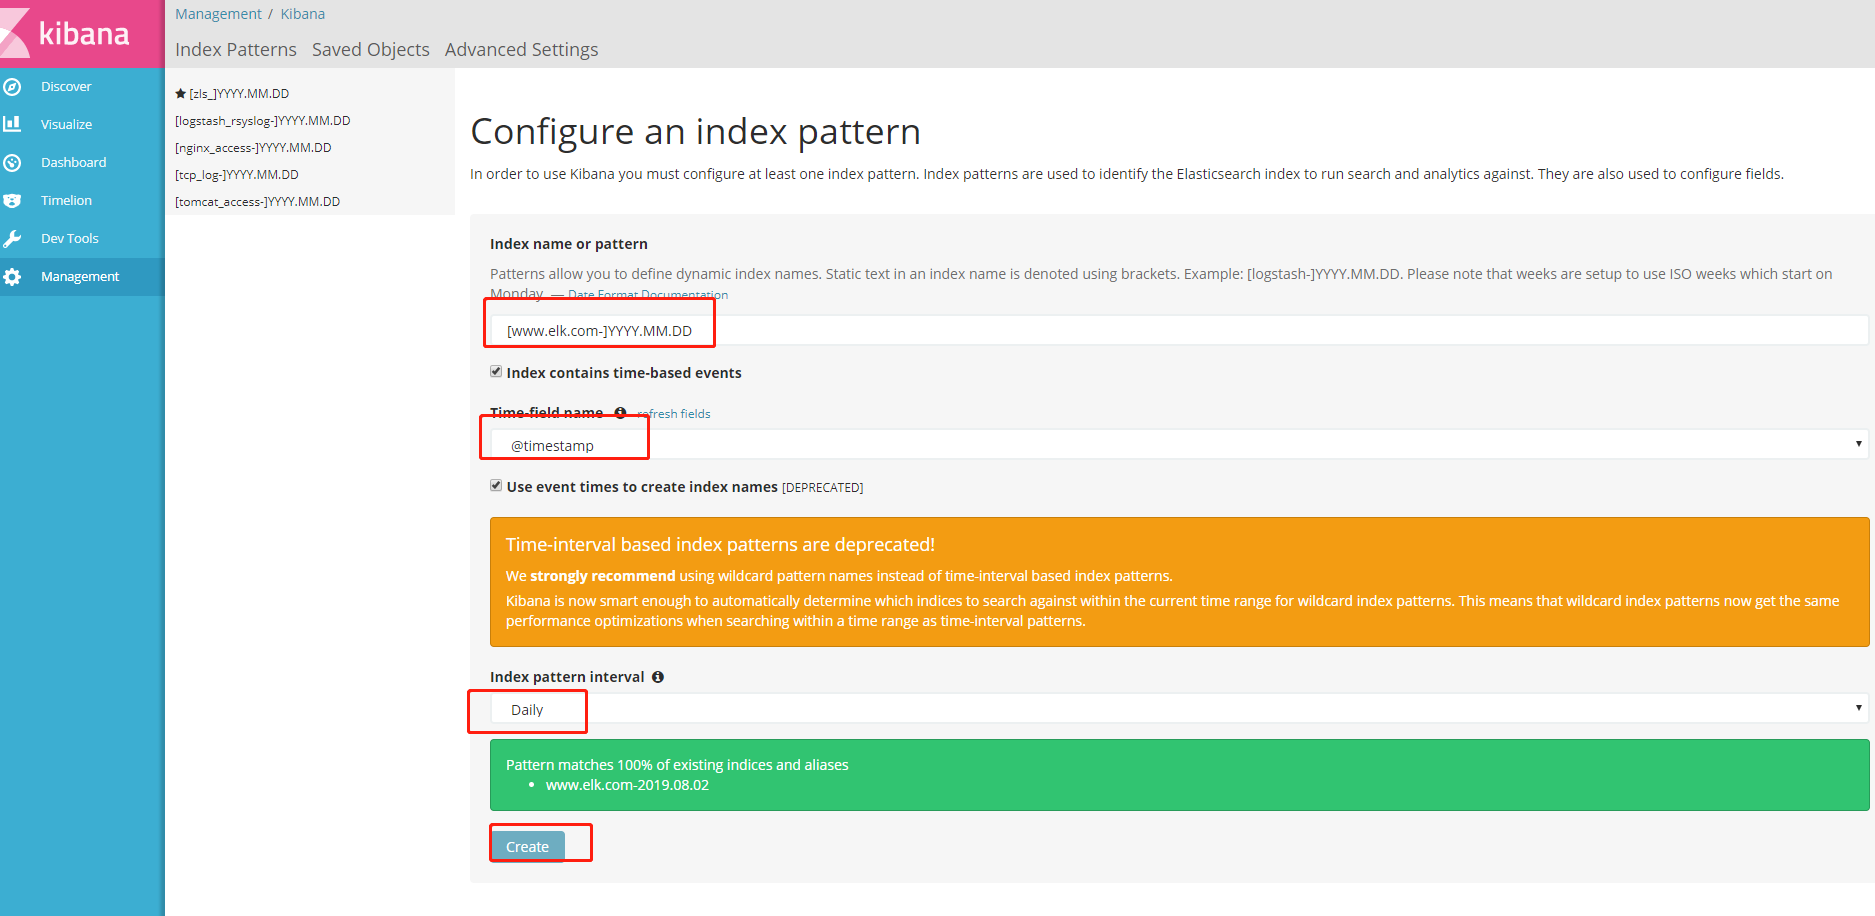 kibana
Discover
Visualize
Dashboard
Timelion
Dev Tools
Management
Management / Kibana
Index Patterns Saved Objects Advanced Settings
[zls_]YYYY.MM.DD
[logstash_rsyslog-]YYYY.MM.DD
[nginx_access-]YYYY.MM.DD
[tcp_log-]YYYY.MM.DD
[tomcat_access-]YYYY.MM.DD
Configure an index pattern
In order to use Kibana you must configure at least one index pattern. Index patterns are used to identify the Elasticsearch index to run search and analytics against. They are also used to configure fields.
Index name or pattern
Patterns allow you to define dynamic index names. Static text in an index name is denoted using brackets. Example: [logstash-]YYYY.MM.DD. Please note that weeks are setup to use ISO weeks which start on
Monday. — Date Format Documentation
[www.elk.com-]YYYY.MM.DD
Index contains time-based events
Time-field name refresh fields
@timestamp
Use event times to create index names [DEPRECATED]
Time-interval based index patterns are deprecated!
We strongly recommend using wildcard pattern names instead of time-interval based index patterns.
Kibana is now smart enough to automatically determine which indices to search against within the current time range for wildcard index patterns. This means that wildcard index patterns now get the same
performance optimizations when searching within a time range as time-interval patterns.
Index pattern interval
Daily
Pattern matches 100% of existing indices and aliases
• www.elk.com-2019.08.02
Create